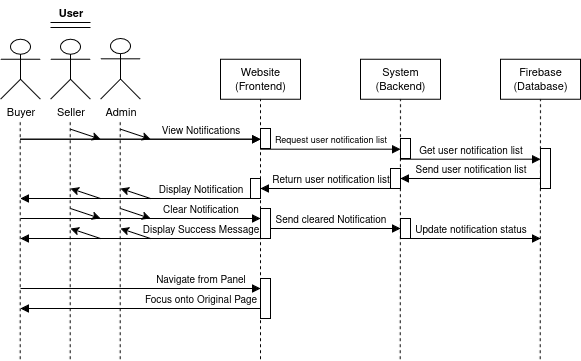 User
Buyer
Seller
Admin
Website
(Frontend)
System
(Backend)
Firebase
(Database)
View Notifications
Request user notification list
Get user notification list
Send user notification list
Return user notification list
Display Notification
Clear Notification
Send cleared Notification
Display Success Message
Update notification status
Navigate from Panel
Focus onto Original Page